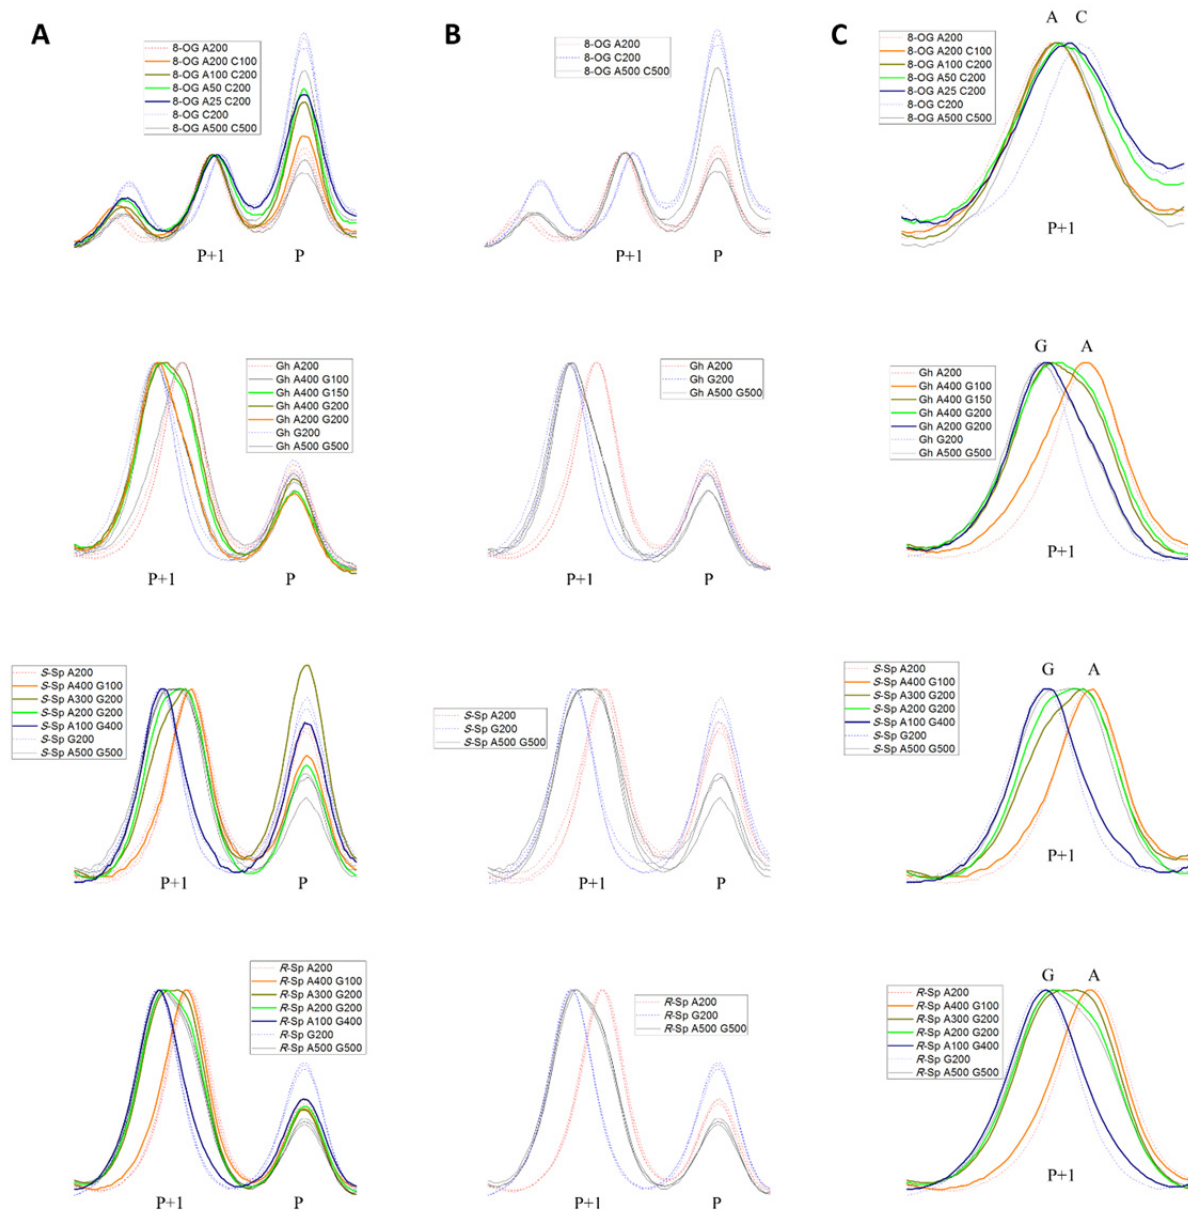 A
8-OG A200
8-OG A200 C100
8-OG A100 C200
8-OG A50 C200
8-OG A25 C200
8-OG C200
8-OG A500 C500
P+1 P
B
8-OG A200
8-OG C200
8-OG A500 C500
P+1 P
C
A C
8-OG A200
8-OG A200 C100
8-OG A100 C200
8-OG A50 C200
8-OG A25 C200
8-OG C200
8-OG A500 C500
P+1
Gh A200
Gh A400 G100
Gh A400 G150
Gh A400 G200
Gh A200 G200
Gh G200
Gh A500 G500
P+1 P
Gh A200
Gh G200
Gh A500 G500
P+1 P
G A
Gh A200
Gh A400 G100
Gh A400 G150
Gh A400 G200
Gh A200 G200
Gh G200
Gh A500 G500
P+1
S-Sp A200
S-Sp A400 G100
S-Sp A300 G200
S-Sp A200 G200
S-Sp A100 G400
S-Sp G200
S-Sp A500 G500
P+1 P
S-Sp A200
S-Sp G200
S-Sp A500 G500
P+1 P
G A
S-Sp A200
S-Sp A400 G100
S-Sp A300 G200
S-Sp A200 G200
S-Sp A100 G400
S-Sp G200
S-Sp A500 G500
P+1
R-Sp A200
R-Sp A400 G100
R-Sp A300 G200
R-Sp A200 G200
R-Sp A100 G400
R-Sp G200
R-Sp A500 G500
P+1 P
R-Sp A200
R-Sp G200
R-Sp A500 G500
P+1 P
G A
R-Sp A200
R-Sp A400 G100
R-Sp A300 G200
R-Sp A200 G200
R-Sp A100 G400
R-Sp G200
R-Sp A500 G500
P+1